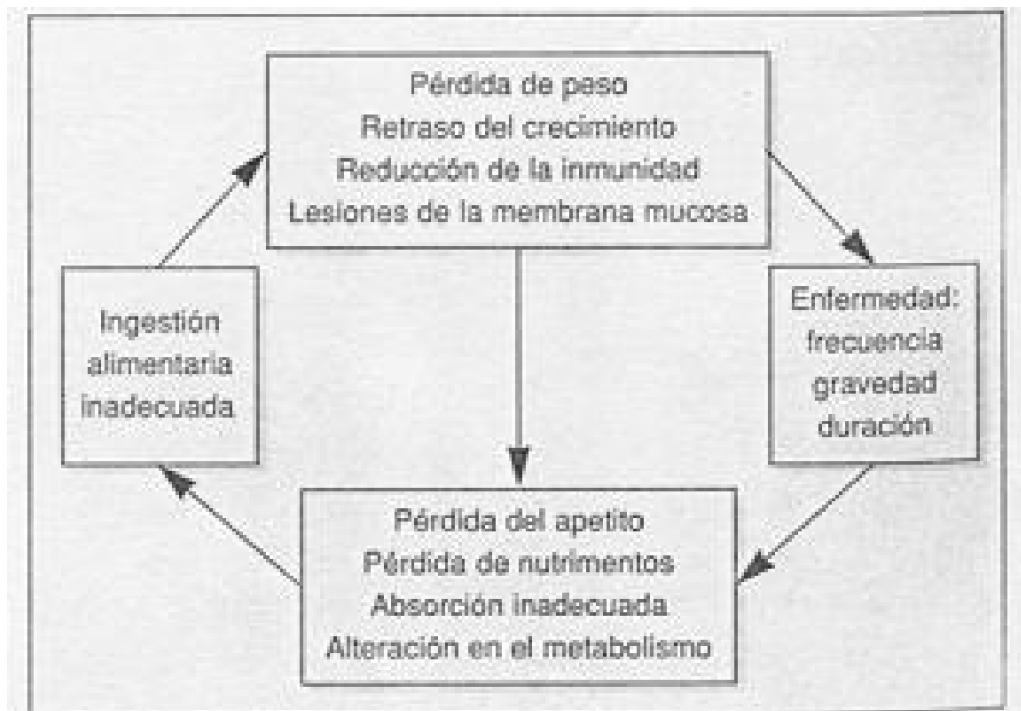 Pérdida de peso
Retraso del crecimiento
Reducción de la inmunidad
Lesiones de la membrana mucosa
Ingestión
alimentaria
inadecuada
Enfermedad:
frecuencia
gravedad
duración
Pérdida del apetito
Pérdida de nutrimentos
Absorción inadecuada
Alteración en el metabolismo